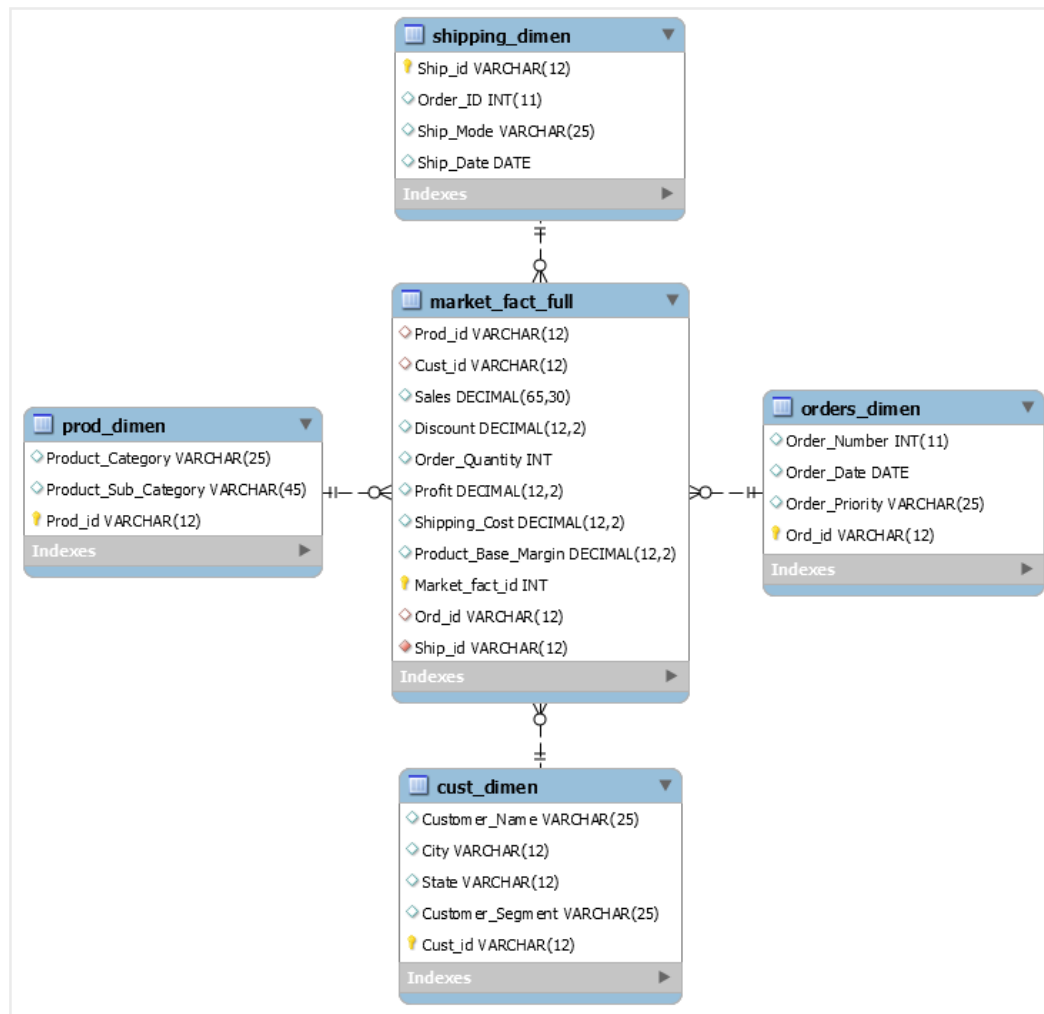 shipping_dimen
Ship_id VARCHAR(12)
Order_ID INT(11)
Ship_Mode VARCHAR(25)
Ship_Date DATE
Indexes
market_fact_full
Prod_id VARCHAR(12)
Cust_id VARCHAR(12)
Sales DECIMAL(65,30)
Discount DECIMAL(12,2)
Order_Quantity INT
Profit DECIMAL(12,2)
Shipping_Cost DECIMAL(12,2)
Product_Base_Margin DECIMAL(12,2)
Market_fact_id INT
Ord_id VARCHAR(12)
Ship_id VARCHAR(12)
Indexes
prod_dimen
Product_Category VARCHAR(25)
Product_Sub_Category VARCHAR(45)
Prod_id VARCHAR(12)
Indexes
orders_dimen
Order_Number INT(11)
Order_Date DATE
Order_Priority VARCHAR(25)
Ord_id VARCHAR(12)
Indexes
cust_dimen
Customer_Name VARCHAR(25)
City VARCHAR(12)
State VARCHAR(12)
Customer_Segment VARCHAR(25)
Cust_id VARCHAR(12)
Indexes